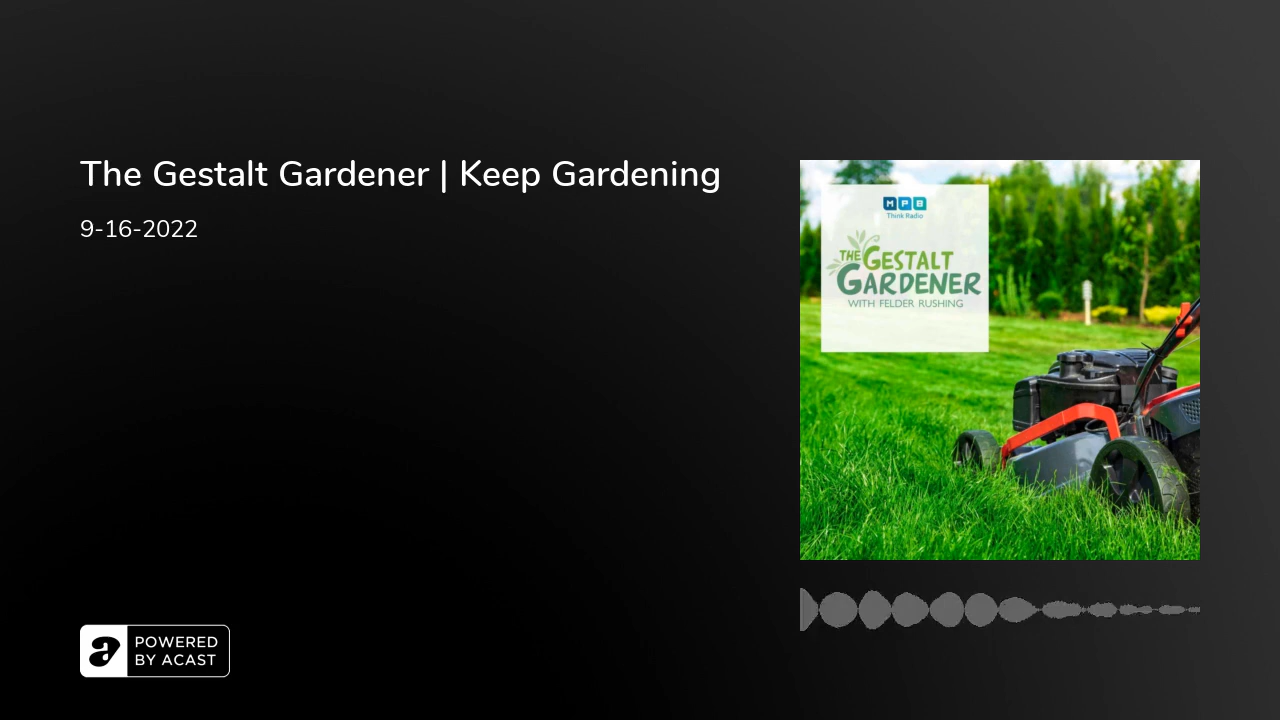 The Gestalt Gardener | Keep Gardening
9-16-2022
MPB
Think Radio
THE GESTALT
GARDENER
WITH FELDER RUSHING
a POWERED
BY ACAST